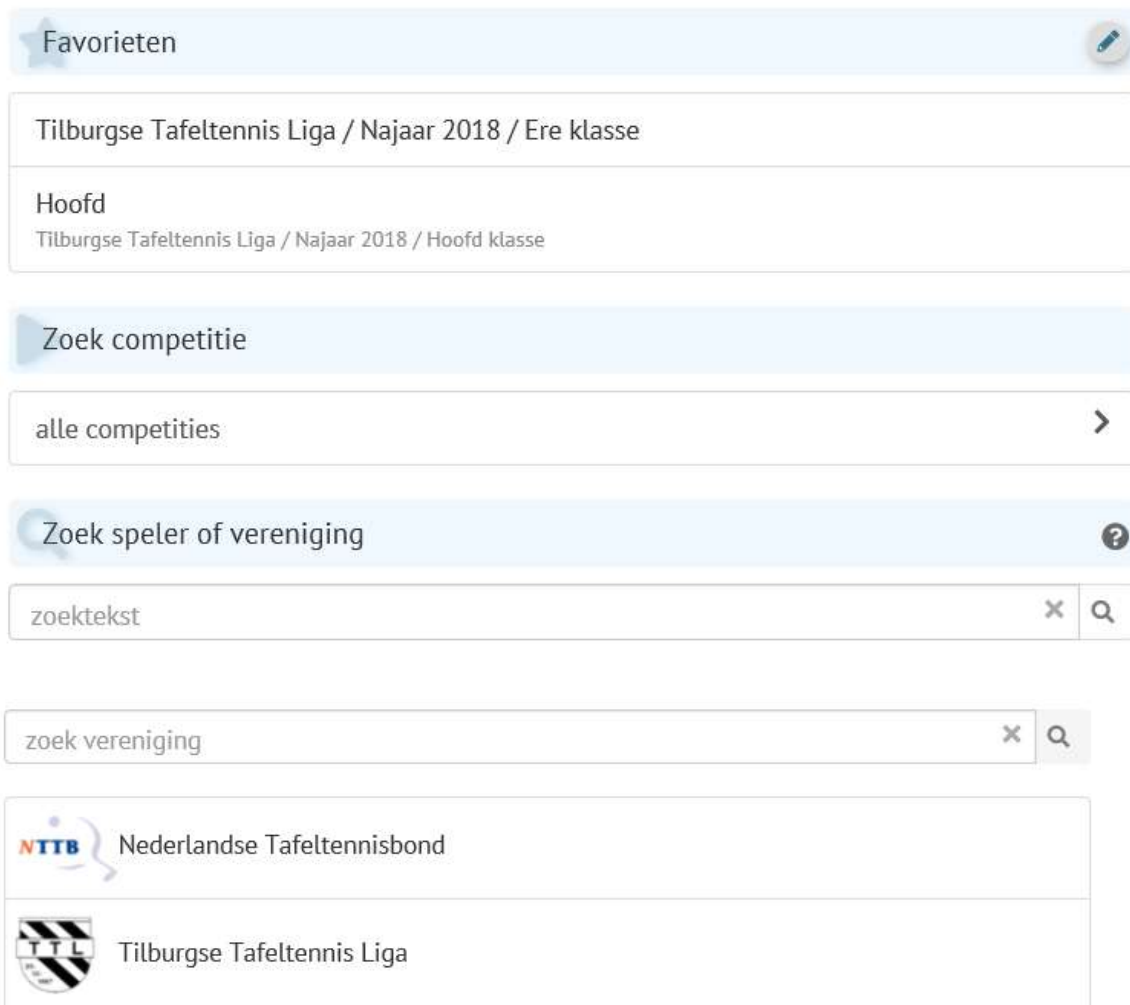 Favorieten
Tilburgse Tafeltennis Liga / Najaar 2018 / Ere klasse
Hoofd
Tilburgse Tafeltennis Liga / Najaar 2018 / Hoofd klasse
Zoek competitie
alle competities
Zoek speler of vereniging
zoektekst
zoek vereniging
NTTB Nederlandse Tafeltennisbond
TTL
Tilburgse Tafeltennis Liga